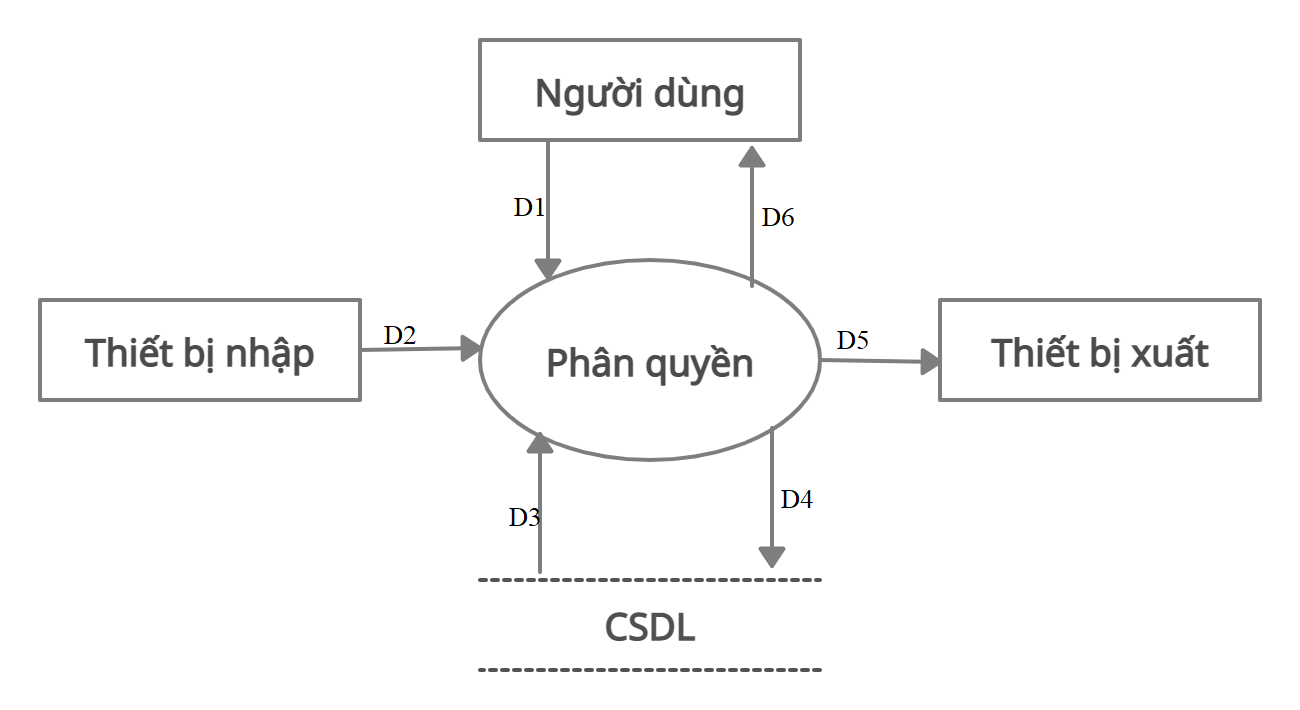 Người dùng
D1
D6
Thiết bị nhập
D2
Phân quyền
D5
Thiết bị xuất
D3
D4
CSDL